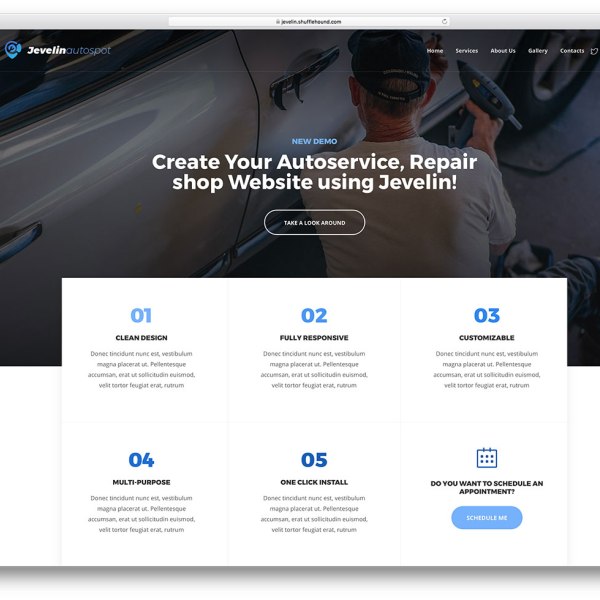 jevelin.shufflehound.com
Jevelinautospot
Home Services About Us Gallery Contacts
NEW DEMO
Create Your Autoservice, Repair
shop Website using Jevelin!
TAKE A LOOK AROUND
01
CLEAN DESIGN
Donec tincidunt nunc est, vestibulum
magna placerat ut. Pellentesque
accumsan, erat ut sollicitudin euismod,
velit tortor feugiat erat, rutrum
02
FULLY RESPONSIVE
Donec tincidunt nunc est, vestibulum
magna placerat ut. Pellentesque
accumsan, erat ut sollicitudin euismod,
velit tortor feugiat erat, rutrum
03
CUSTOMIZABLE
Donec tincidunt nunc est, vestibulum
magna placerat ut. Pellentesque
accumsan, erat ut sollicitudin euismod,
velit tortor feugiat erat, rutrum
04
MULTI-PURPOSE
Donec tincidunt nunc est, vestibulum
magna placerat ut. Pellentesque
accumsan, erat ut sollicitudin euismod,
velit tortor feugiat erat, rutrum
05
ONE CLICK INSTALL
Donec tincidunt nunc est, vestibulum
magna placerat ut. Pellentesque
accumsan, erat ut sollicitudin euismod,
velit tortor feugiat erat, rutrum
DO YOU WANT TO SCHEDULE AN
APPOINTMENT?
SCHEDULE ME